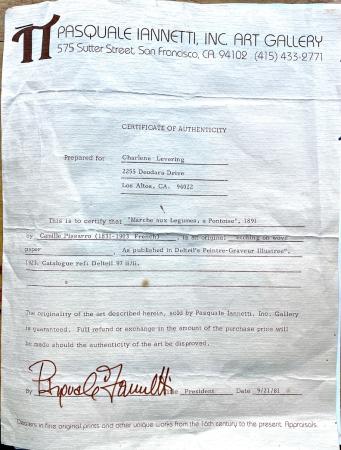 PASQUALE IANNETTI, INC. ART GALLERY
575 Sutter Street, San Francisco, CA. 94102 (415) 433-2771
CERTIFICATE OF AUTHENTICITY
Prepared for Charlene Levering
2255 Deodara Drive
Los Altos, CA. 94022
This is to certify that "Marche aux Legumes, a Pontoise", 1891
by Camille Pissarro (1831-1903 French) , is an original etching on wove
paper , As published in Delteil's Peintre-Graveur Illustree",
1923. Catalogue ref: Delteil 97
The originality of the art described herein, sold by Pasquale Iannetti, Inc. Gallery
is guaranteed. Full refund or exchange in the amount of the purchase price will
be made should the authenticity of the art be disproved.
By Pasquale Iannetti President Date 9/21/81
Dealers in fine original prints and other unique works from the 16th century to the present. Appraisals.